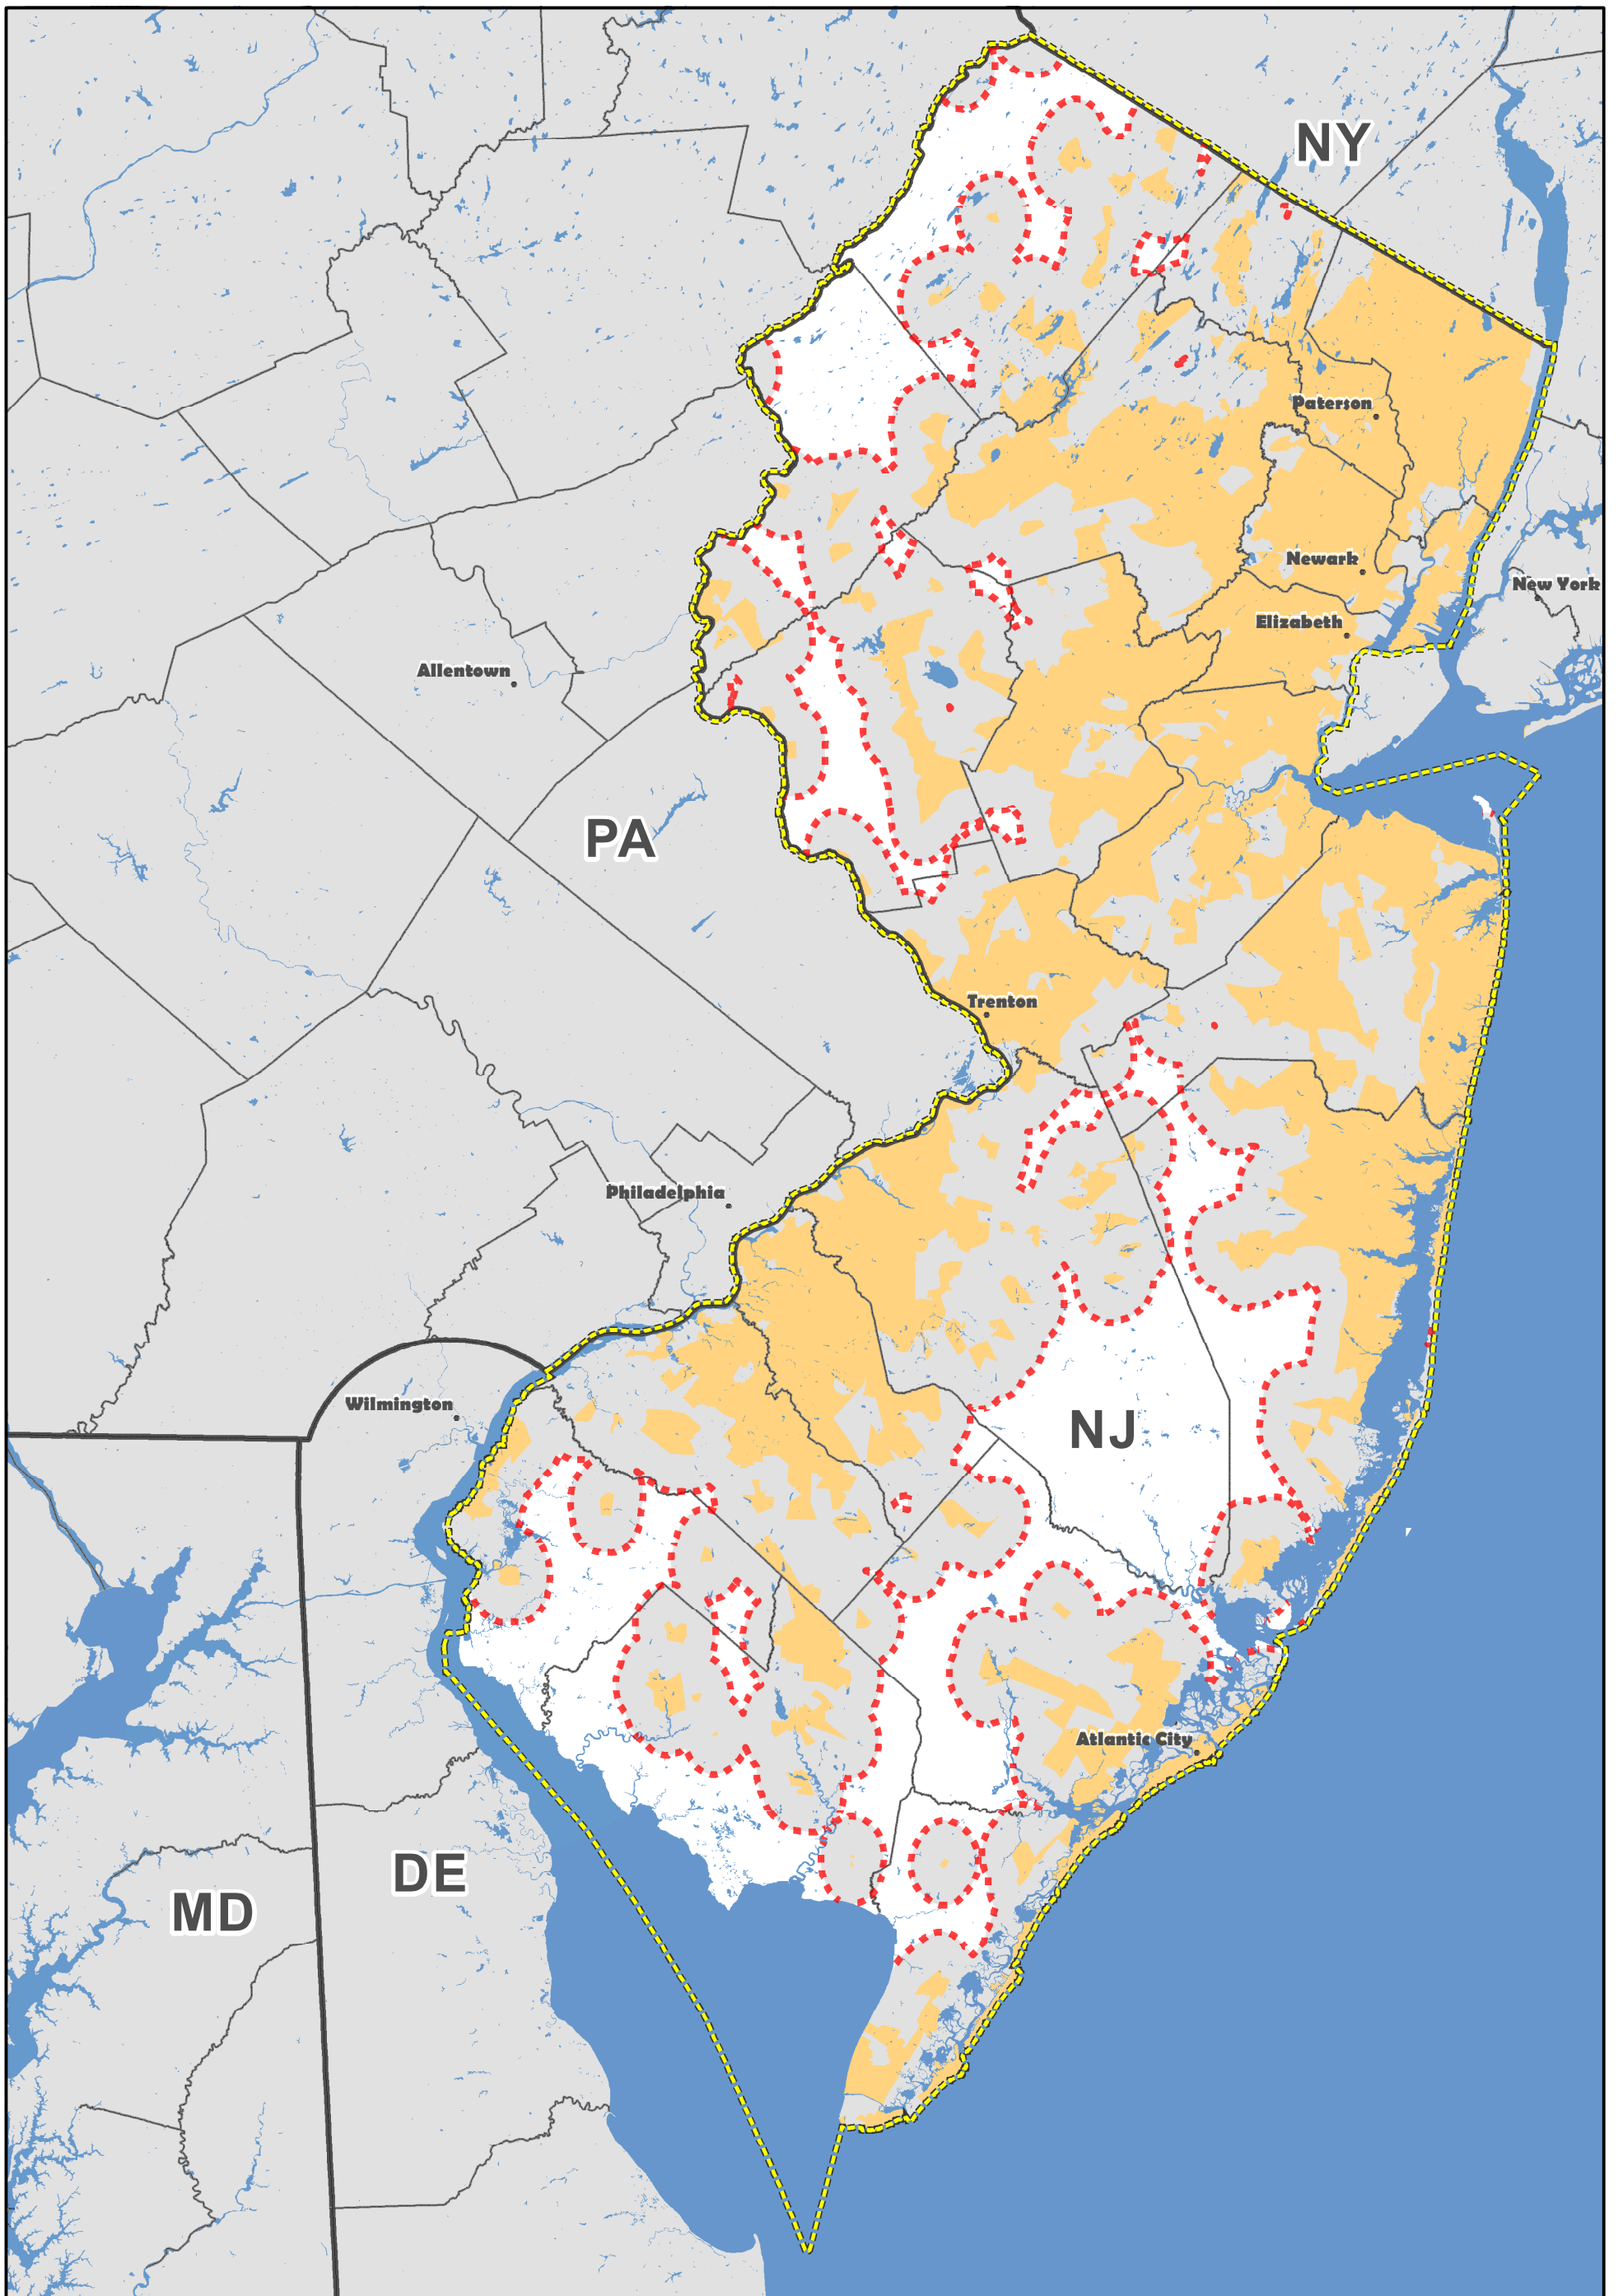 NY
Paterson
Newark
New York
Elizabeth
Allentown
PA
Trenton
Philadelphia
Wilmington
NJ
Atlantic City
DE
MD